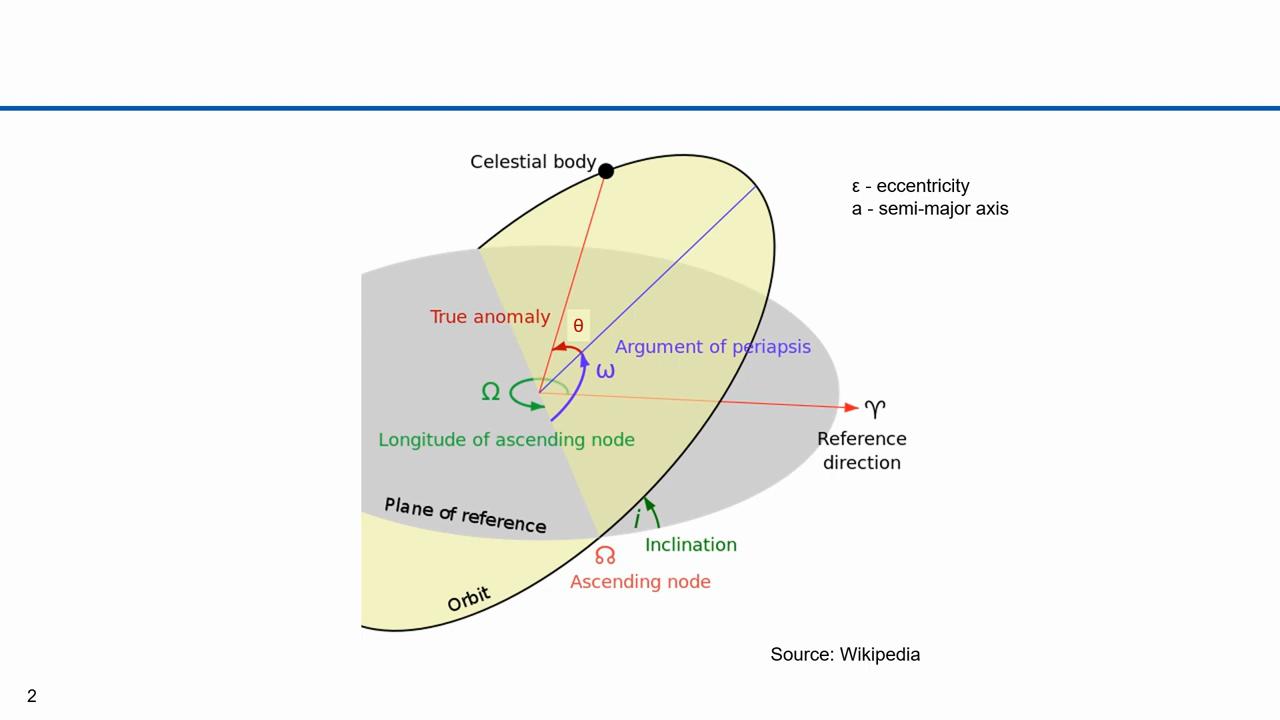 Celestial body
ε - eccentricity
a - semi-major axis
True anomaly
θ
Argument of periapsis
ω
Ω
♈
Longitude of ascending node
Reference
direction
Plane of reference
i
Inclination
☊
Ascending node
Orbit
Source: Wikipedia
2